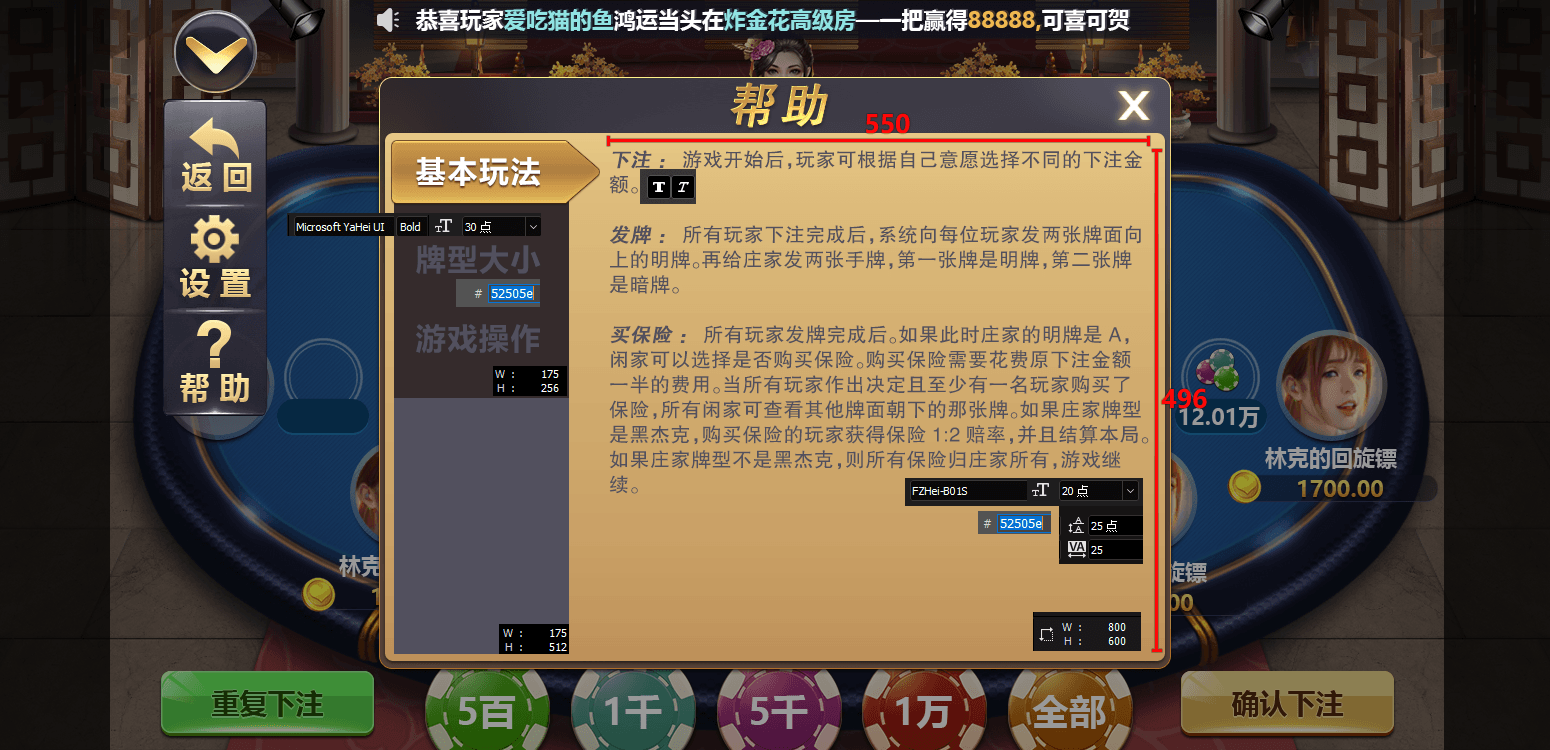 恭喜玩家爱吃猫的鱼鸿运当头在炸金花高级房—一把赢得88888,可喜可贺
帮助
X
550
返回
设置
?
帮助
基本玩法
Microsoft YaHei UI Bold 30 点
牌型大小
# 52505e
游戏操作
W : 175
H : 256
W : 175
H : 512
下注： 游戏开始后,玩家可根据自己意愿选择不同的下注金
额。
T T
发牌： 所有玩家下注完成后,系统向每位玩家发两张牌面向
上的明牌。再给庄家发两张手牌,第一张牌是明牌,第二张牌
是暗牌。
买保险： 所有玩家发牌完成后。如果此时庄家的明牌是 A,
闲家可以选择是否购买保险。购买保险需要花费原下注金额
一半的费用。当所有玩家作出决定且至少有一名玩家购买了
保险,所有闲家可查看其他牌面朝下的那张牌。如果庄家牌型
是黑杰克,购买保险的玩家获得保险 1:2 赔率,并且结算本局。
如果庄家牌型不是黑杰克,则所有保险归庄家所有,游戏继
续。
FZHei-B01S 20 点
# 52505e
25 点
VA 25
W : 800
H : 600
496
12.01万
林克的回旋镖
1700.00
林克
1
旋镖
00
重复下注
5百
1千
5千
1万
全部
确认下注